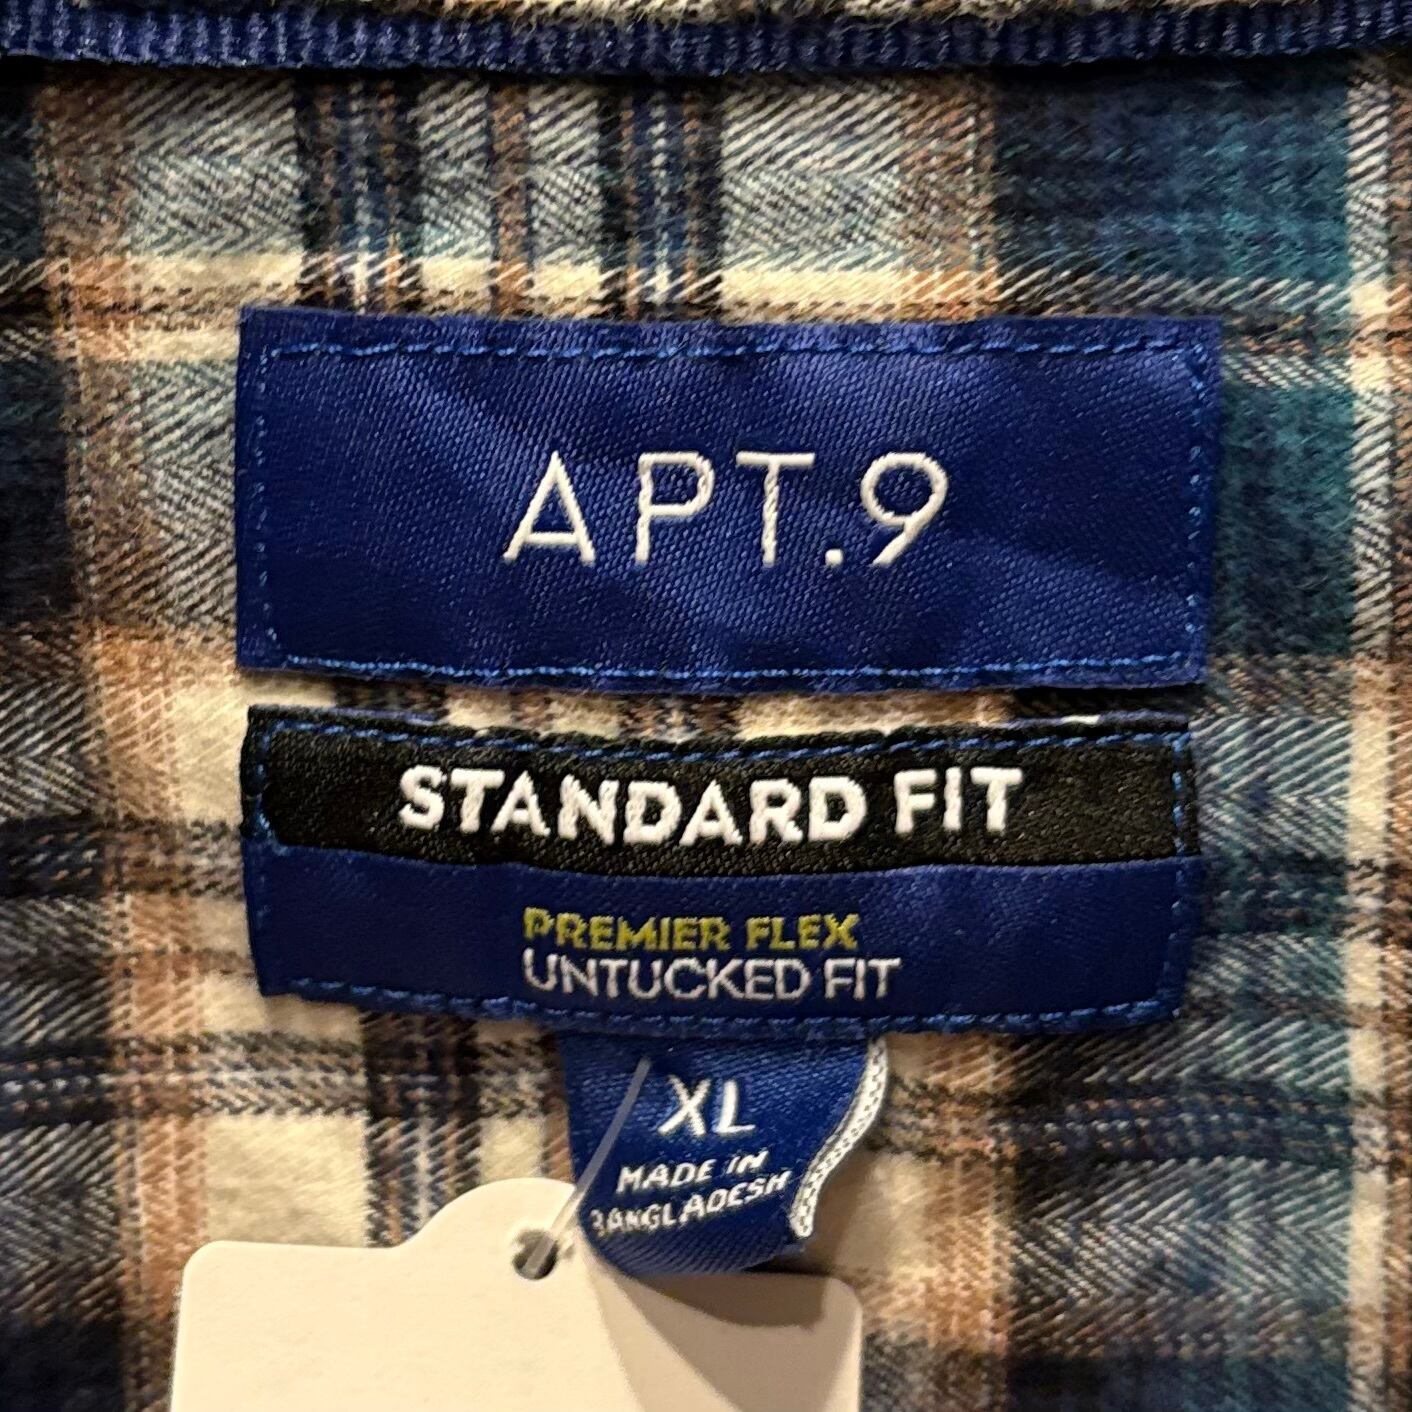 APT.9
STANDARD FIT
PREMIER FLEX
UNTUCKED FIT
XL
MADE IN
BANGLADESH